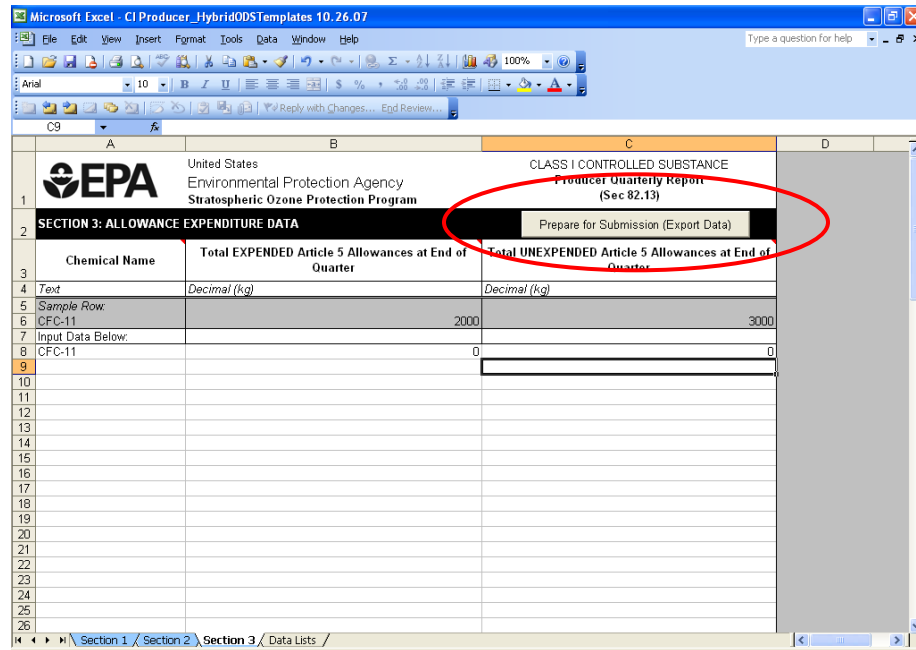 Microsoft Excel - CI Producer_HybridODSTemplates 10.26.07
File Edit View Insert Format Tools Data Window Help
Type a question for help
100%
Arial 10 B I U $ % ,
Reply with Changes... End Review...
C9 fx
A B C D
EPA
United States
Environmental Protection Agency
Stratospheric Ozone Protection Program
CLASS I CONTROLLED SUBSTANCE
Producer Quarterly Report
(Sec 82.13)
1
2 SECTION 3: ALLOWANCE EXPENDITURE DATA
Prepare for Submission (Export Data)
3 Chemical Name
Total EXPENDED Article 5 Allowances at End of
Quarter
Total UNEXPENDED Article 5 Allowances at End of
Quarter
4 Text Decimal (kg) Decimal (kg)
5 Sample Row:
6 CFC-11 2000 3000
7 Input Data Below:
8 CFC-11 0 0
9
10
11
12
13
14
15
16
17
18
19
20
21
22
23
24
25
26
Section 1 Section 2 Section 3 Data Lists